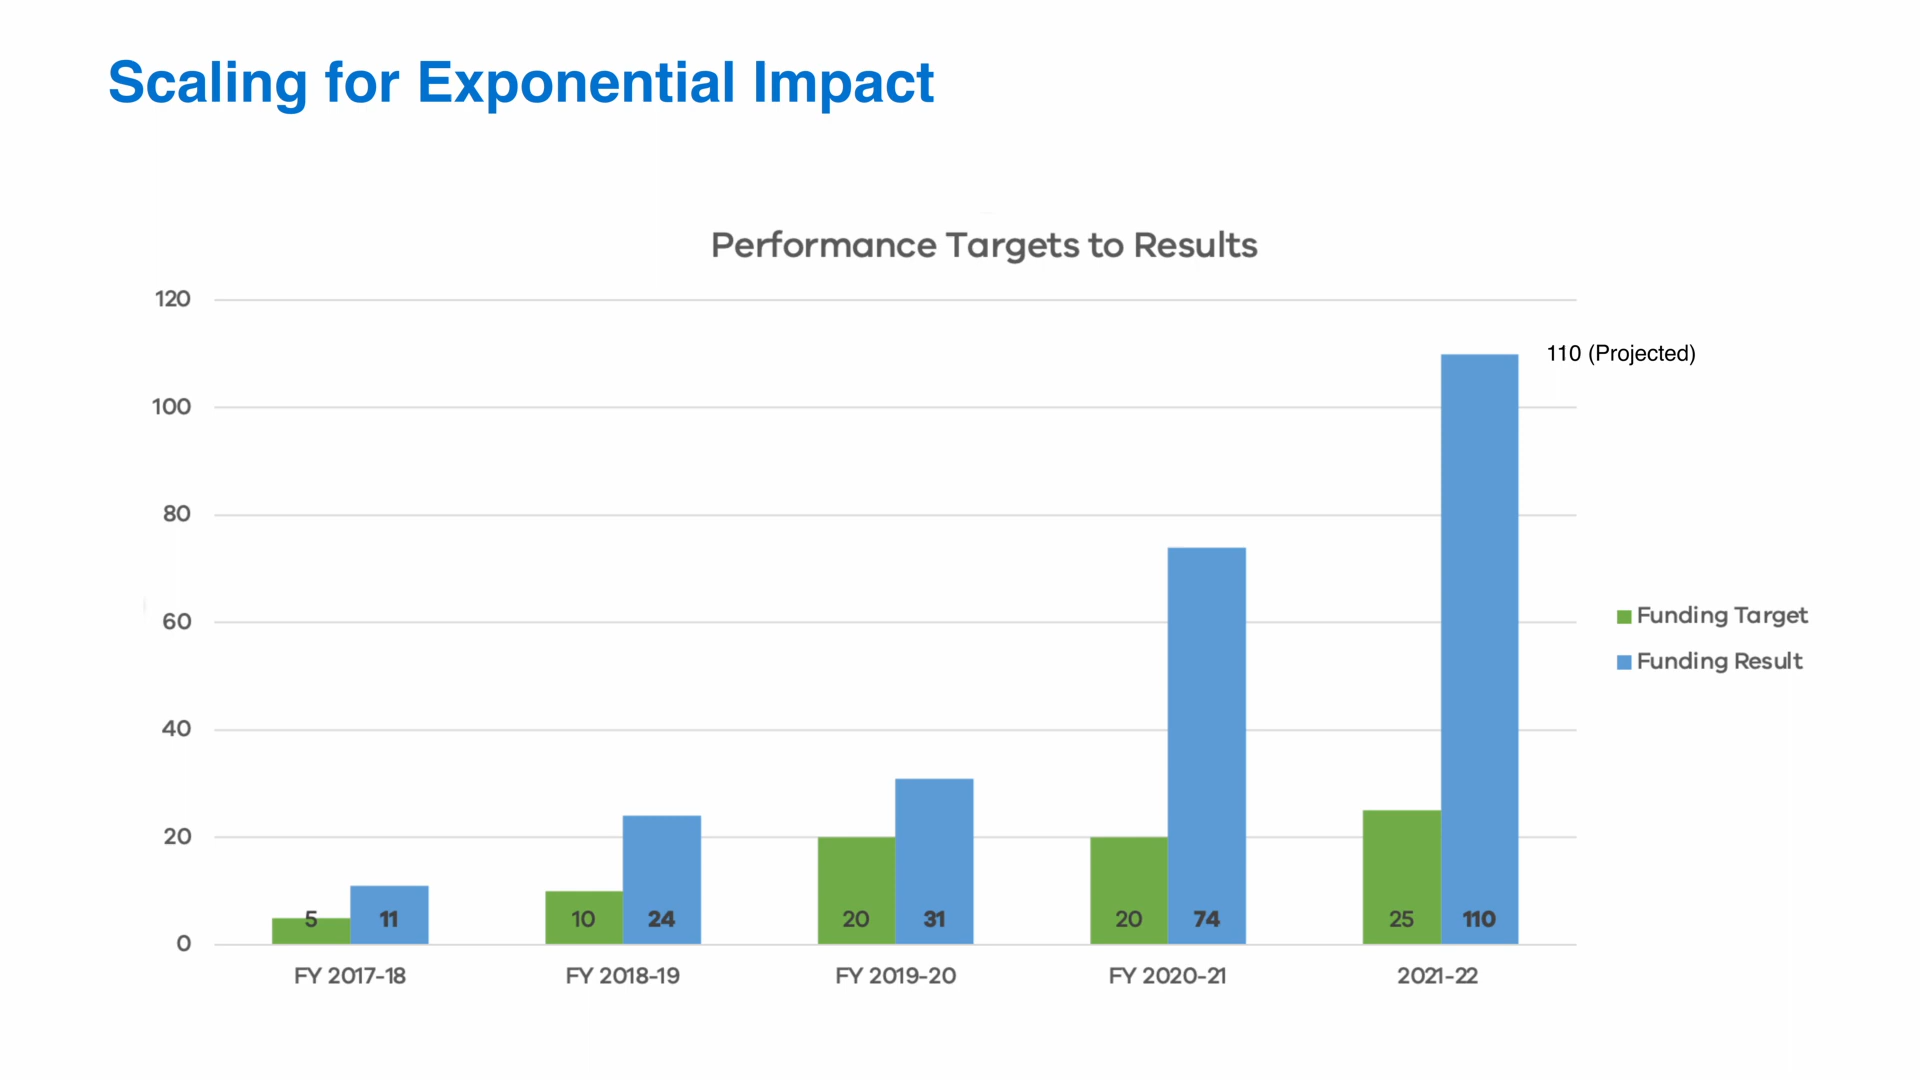 Scaling for Exponential Impact
Performance Targets to Results
120
110 (Projected)
100
80
60
Funding Target
Funding Result
40
20
5 11 10 24 20 31 20 74 25 110
0
FY 2017-18 FY 2018-19 FY 2019-20 FY 2020-21 2021-22